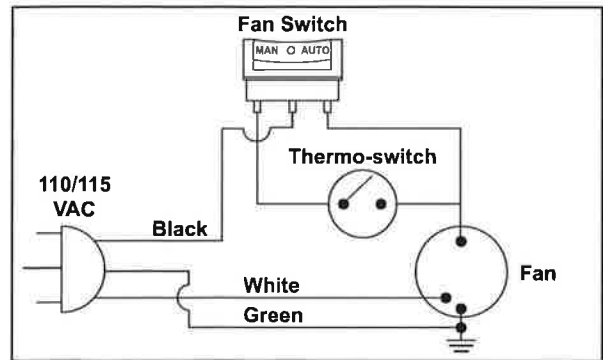 Fan Switch
MAN O AUTO
Thermo-switch
110/115
VAC
Black
White
Green
Fan